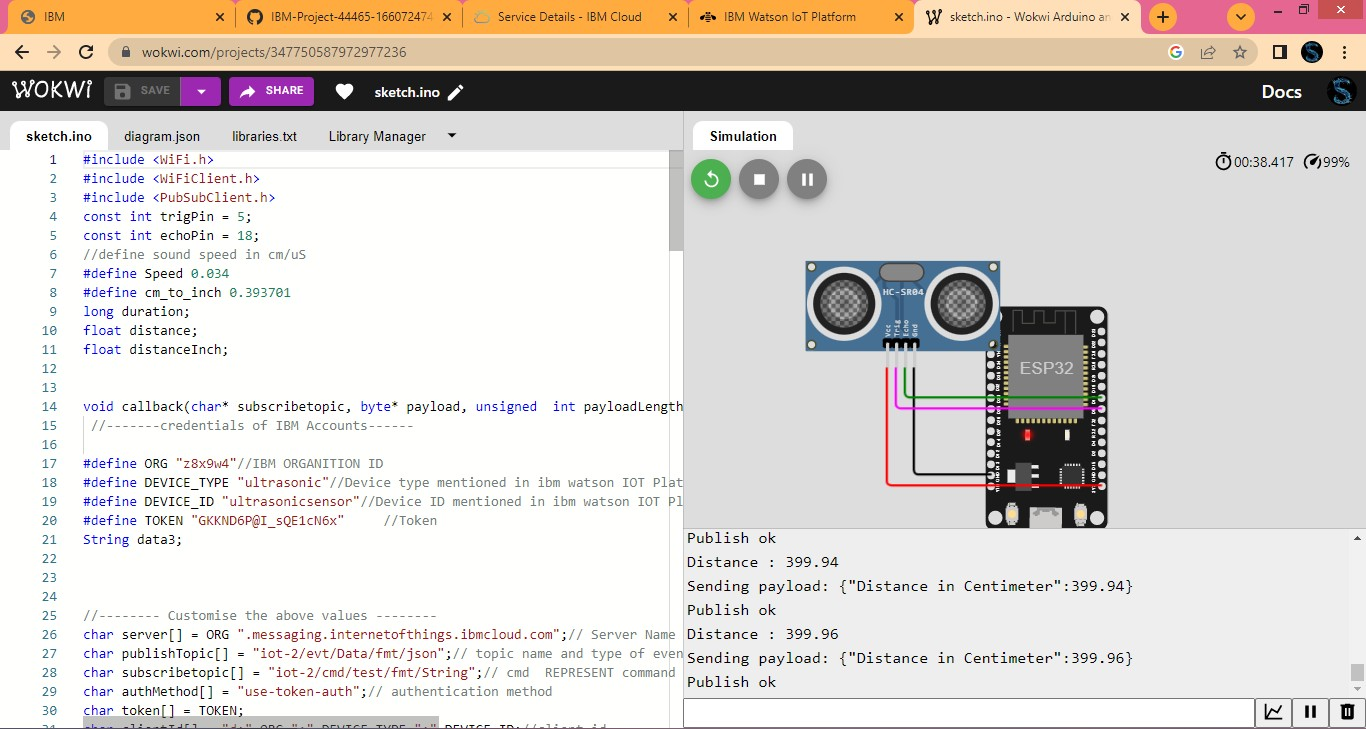 IBM
IBM-Project-44465-166072474
Service Details - IBM Cloud
IBM Watson IoT Platform
sketch.ino - Wokwi Arduino an
wokwi.com/projects/347750587972977236
WOKWI
SAVE
SHARE
sketch.ino
Docs
sketch.ino
diagram.json
libraries.txt
Library Manager
1 #include <WiFi.h>
2 #include <WiFiClient.h>
3 #include <PubSubClient.h>
4 const int trigPin = 5;
5 const int echoPin = 18;
6 //define sound speed in cm/uS
7 #define Speed 0.034
8 #define cm_to_inch 0.393701
9 long duration;
10 float distance;
11 float distanceInch;
12
13
14 void callback(char* subscribetopic, byte* payload, unsigned  int payloadLength
15 //-------credentials of IBM Accounts------
16
17 #define ORG "z8x9w4"//IBM ORGANITION ID
18 #define DEVICE_TYPE "ultrasonic"//Device type mentioned in ibm watson IOT Plat
19 #define DEVICE_ID "ultrasonicsensor"//Device ID mentioned in ibm watson IOT Pl
20 #define TOKEN "GKKND6P@I_sQE1cN6x"     //Token
21 String data3;
22
23
24
25 //-------- Customise the above values --------
26 char server[] = ORG ".messaging.internetofthings.ibmcloud.com";// Server Name
27 char publishTopic[] = "iot-2/evt/Data/fmt/json";// topic name and type of even
28 char subscribetopic[] = "iot-2/cmd/test/fmt/String";// cmd  REPRESENT command
29 char authMethod[] = "use-token-auth";// authentication method
30 char token[] = TOKEN;
Simulation
00:38.417
99%
HC-SR04
Vcc
Trig
Echo
Gnd
ESP32
Publish ok
Distance : 399.94
Sending payload: {"Distance in Centimeter":399.94}
Publish ok
Distance : 399.96
Sending payload: {"Distance in Centimeter":399.96}
Publish ok